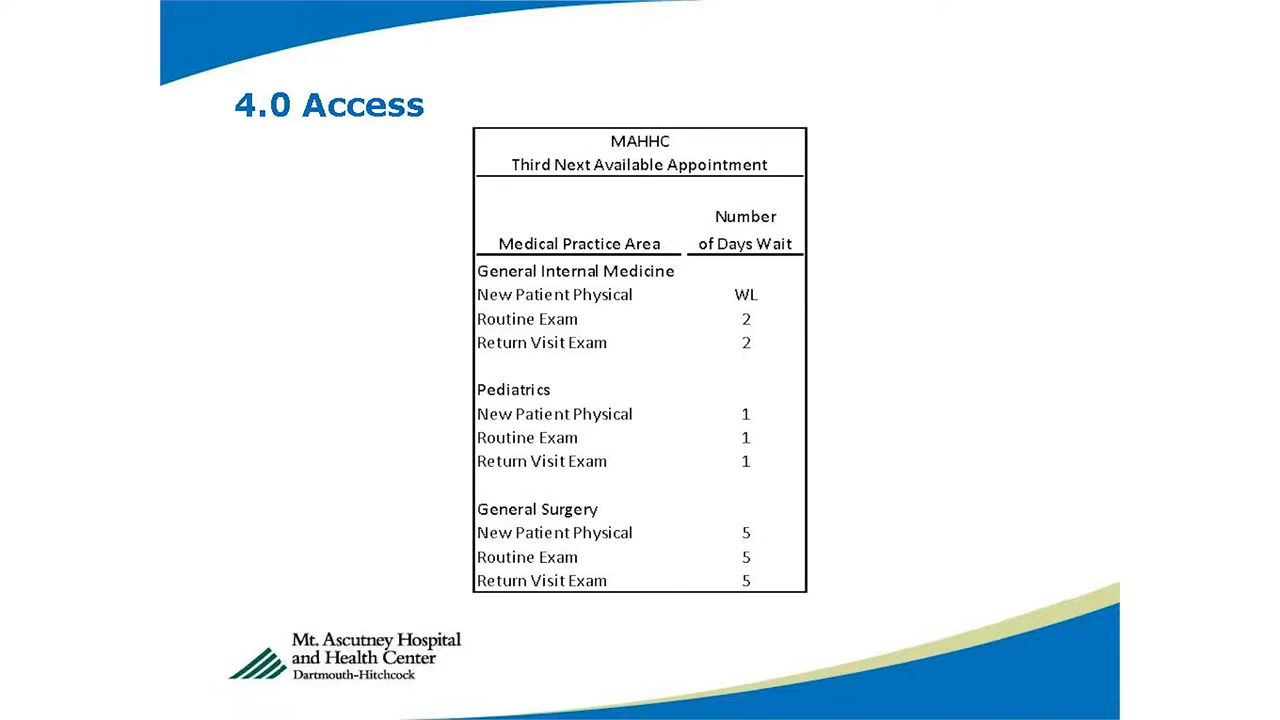 4.0 Access
MAHHC
Third Next Available Appointment
Number
Medical Practice Area of Days Wait
General Internal Medicine
New Patient Physical WL
Routine Exam 2
Return Visit Exam 2
Pediatrics
New Patient Physical 1
Routine Exam 1
Return Visit Exam 1
General Surgery
New Patient Physical 5
Routine Exam 5
Return Visit Exam 5
Mt. Ascutney Hospital
and Health Center
Dartmouth-Hitchcock